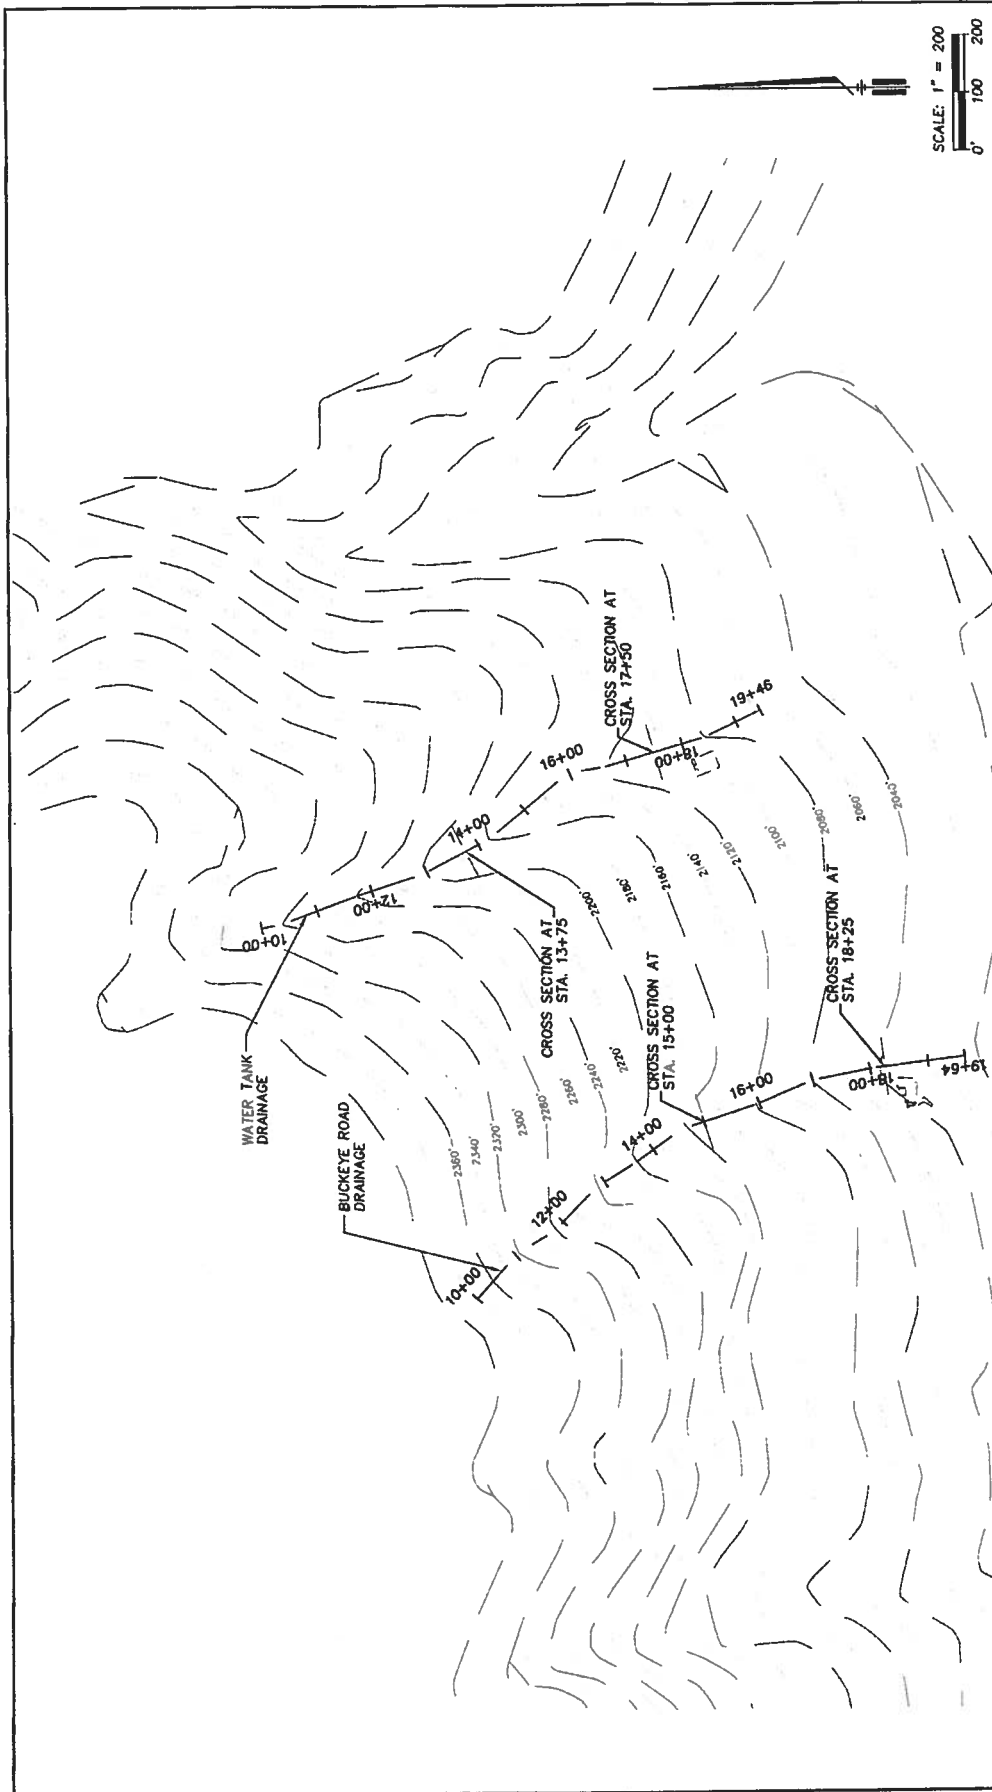 SCALE: 1" = 200
0' 100 200
WATER TANK
DRAINAGE
10+00
12+00
14+00
16+00
18+00
19+46
CROSS SECTION AT
STA. 13+75
CROSS SECTION AT
STA. 17+50
BUCKEYE ROAD
DRAINAGE
10+00
12+00
14+00
16+00
18+00
19+64
CROSS SECTION AT
STA. 15+00
CROSS SECTION AT
STA. 18+25
2360'
2340'
2320'
2300'
2280'
2260'
2240'
2220'
2200'
2180'
2160'
2140'
2120'
2100'
2080'
2060'
2040'